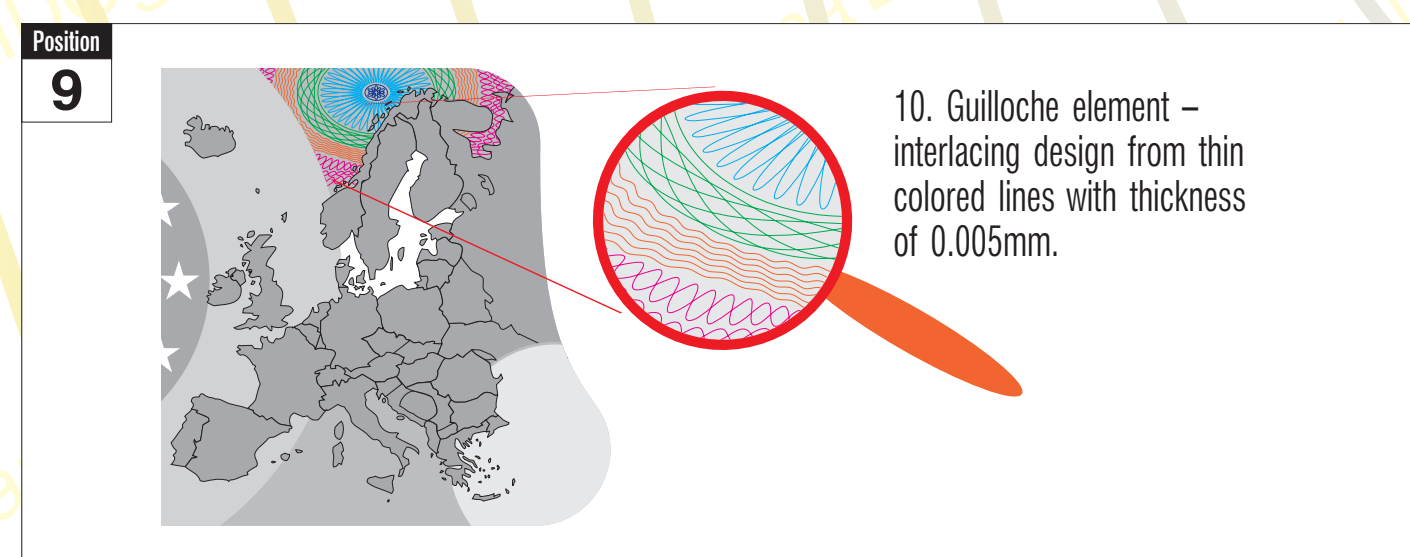 Position
9
10. Guilloche element –
interlacing design from thin
colored lines with thickness
of 0.005mm.